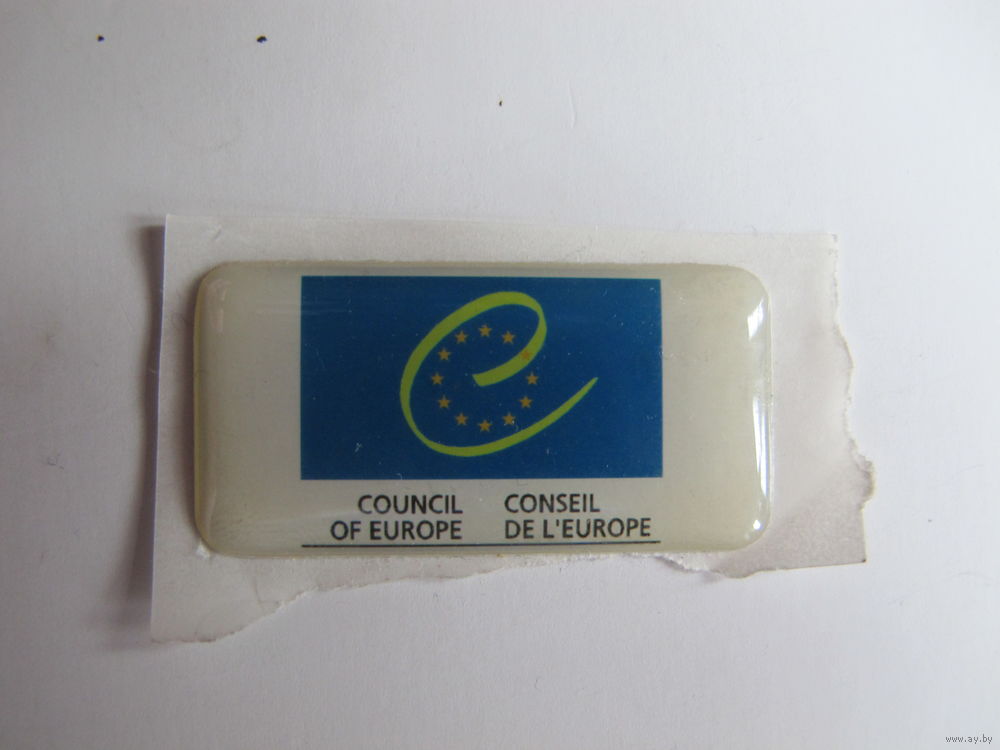 COUNCIL
OF EUROPE
CONSEIL
DE L'EUROPE
www.ay.by